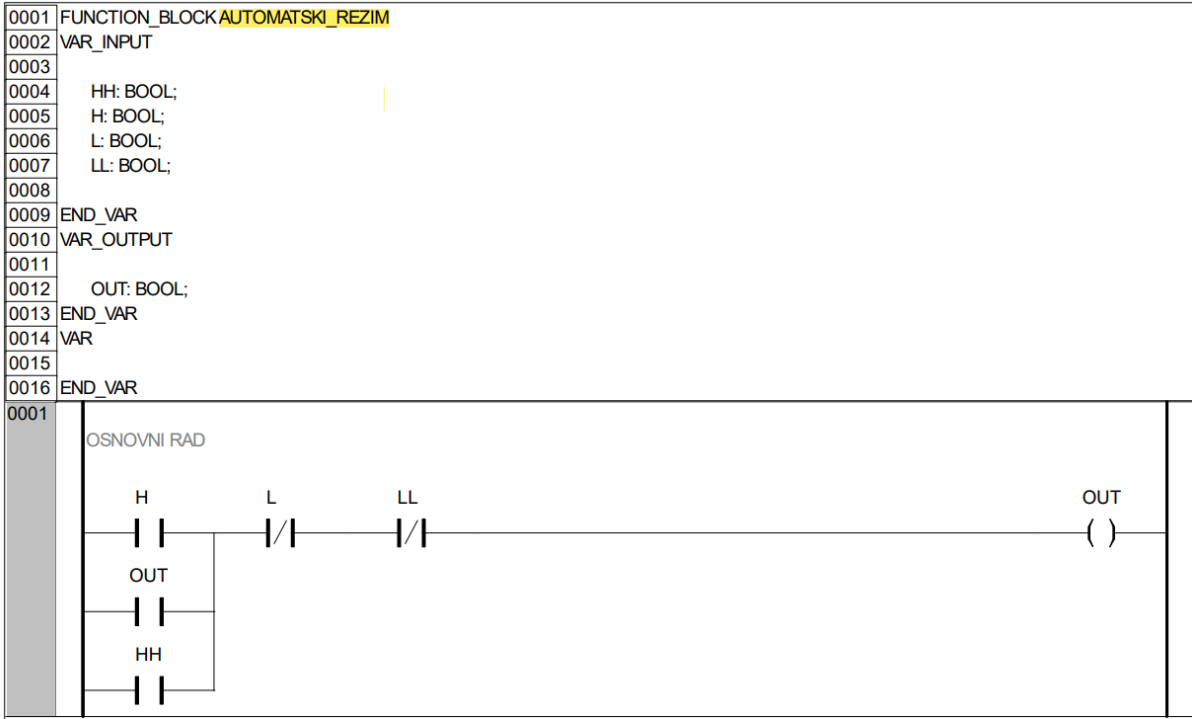 0001 FUNCTION_BLOCK AUTOMATSKI_REZIM
0002 VAR_INPUT
0003
0004 HH: BOOL;
0005 H: BOOL;
0006 L: BOOL;
0007 LL: BOOL;
0008
0009 END_VAR
0010 VAR_OUTPUT
0011
0012 OUT: BOOL;
0013 END_VAR
0014 VAR
0015
0016 END_VAR
0001
OSNOVNI RAD
H L LL OUT
OUT
HH